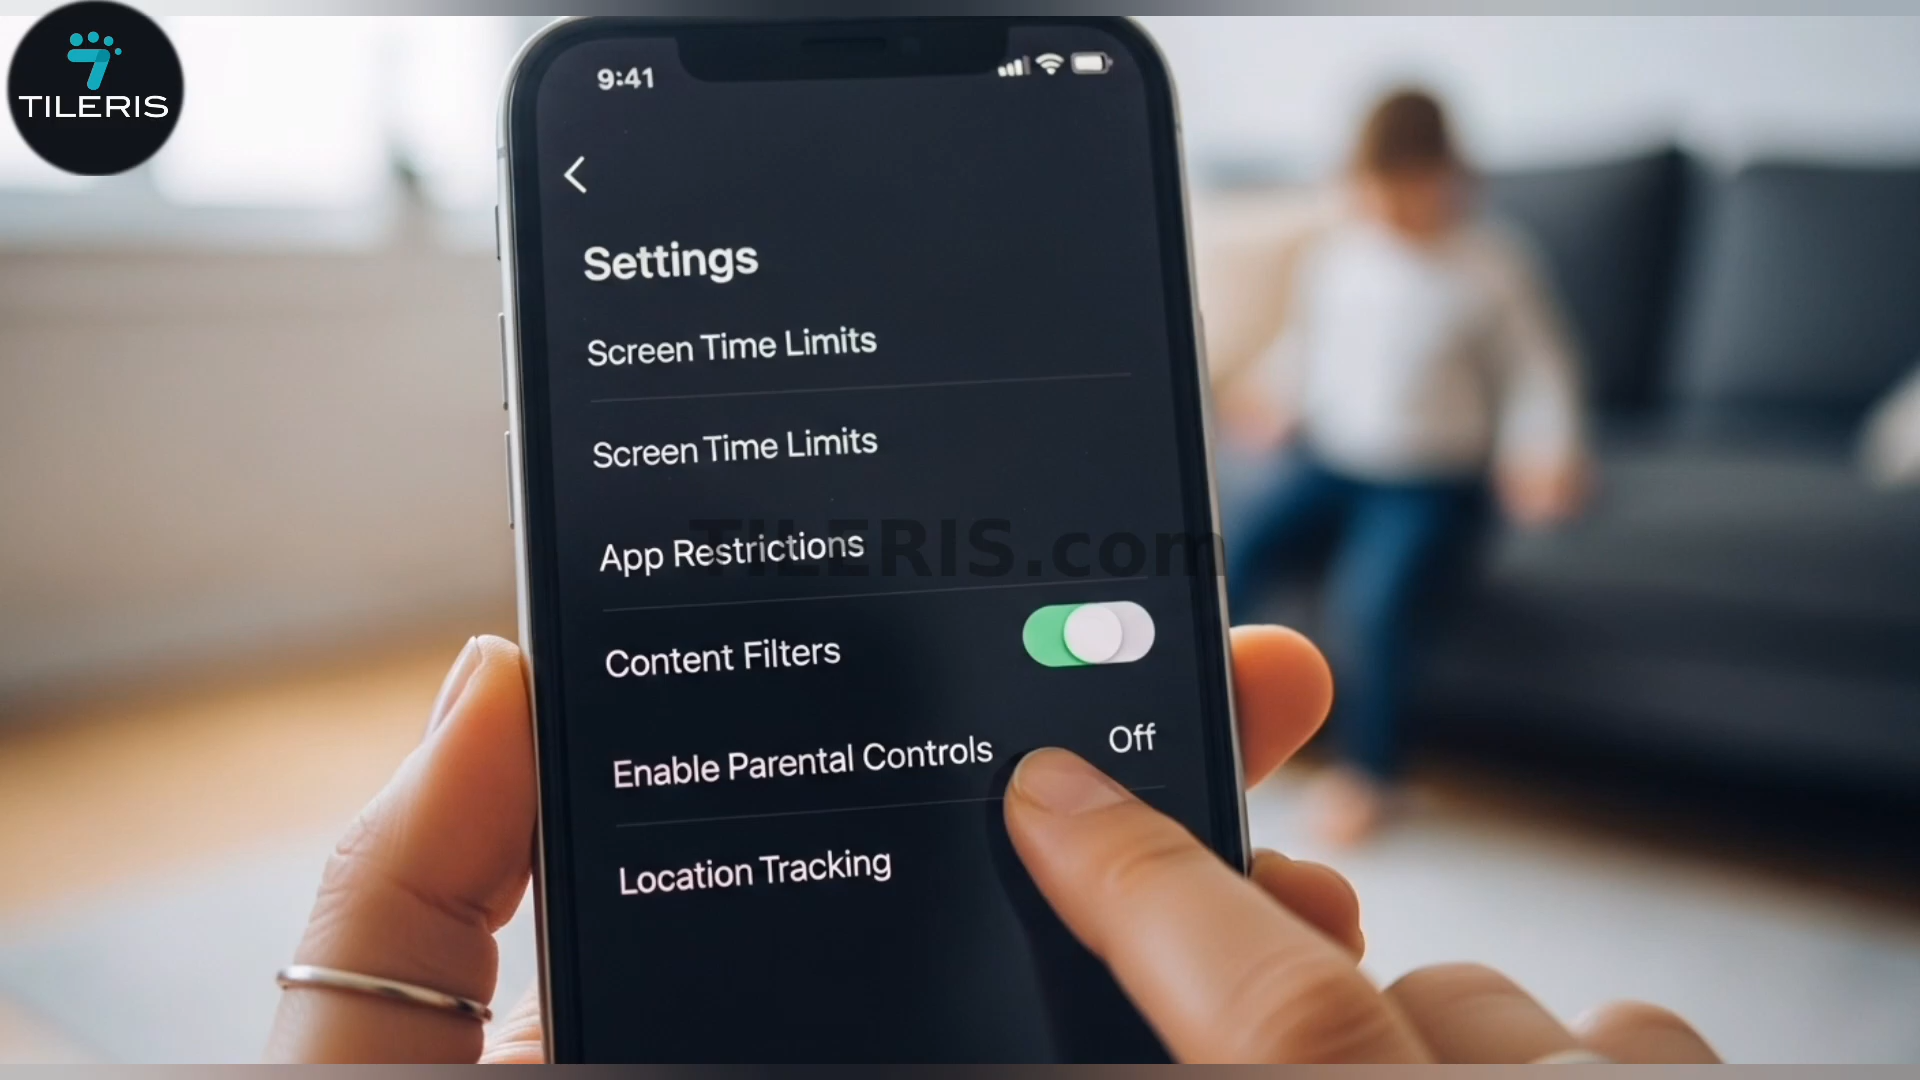 TILERIS
9:41
Settings
Screen Time Limits
Screen Time Limits
App Restrictions
TILERIS.com
Content Filters
Enable Parental Controls Off
Location Tracking